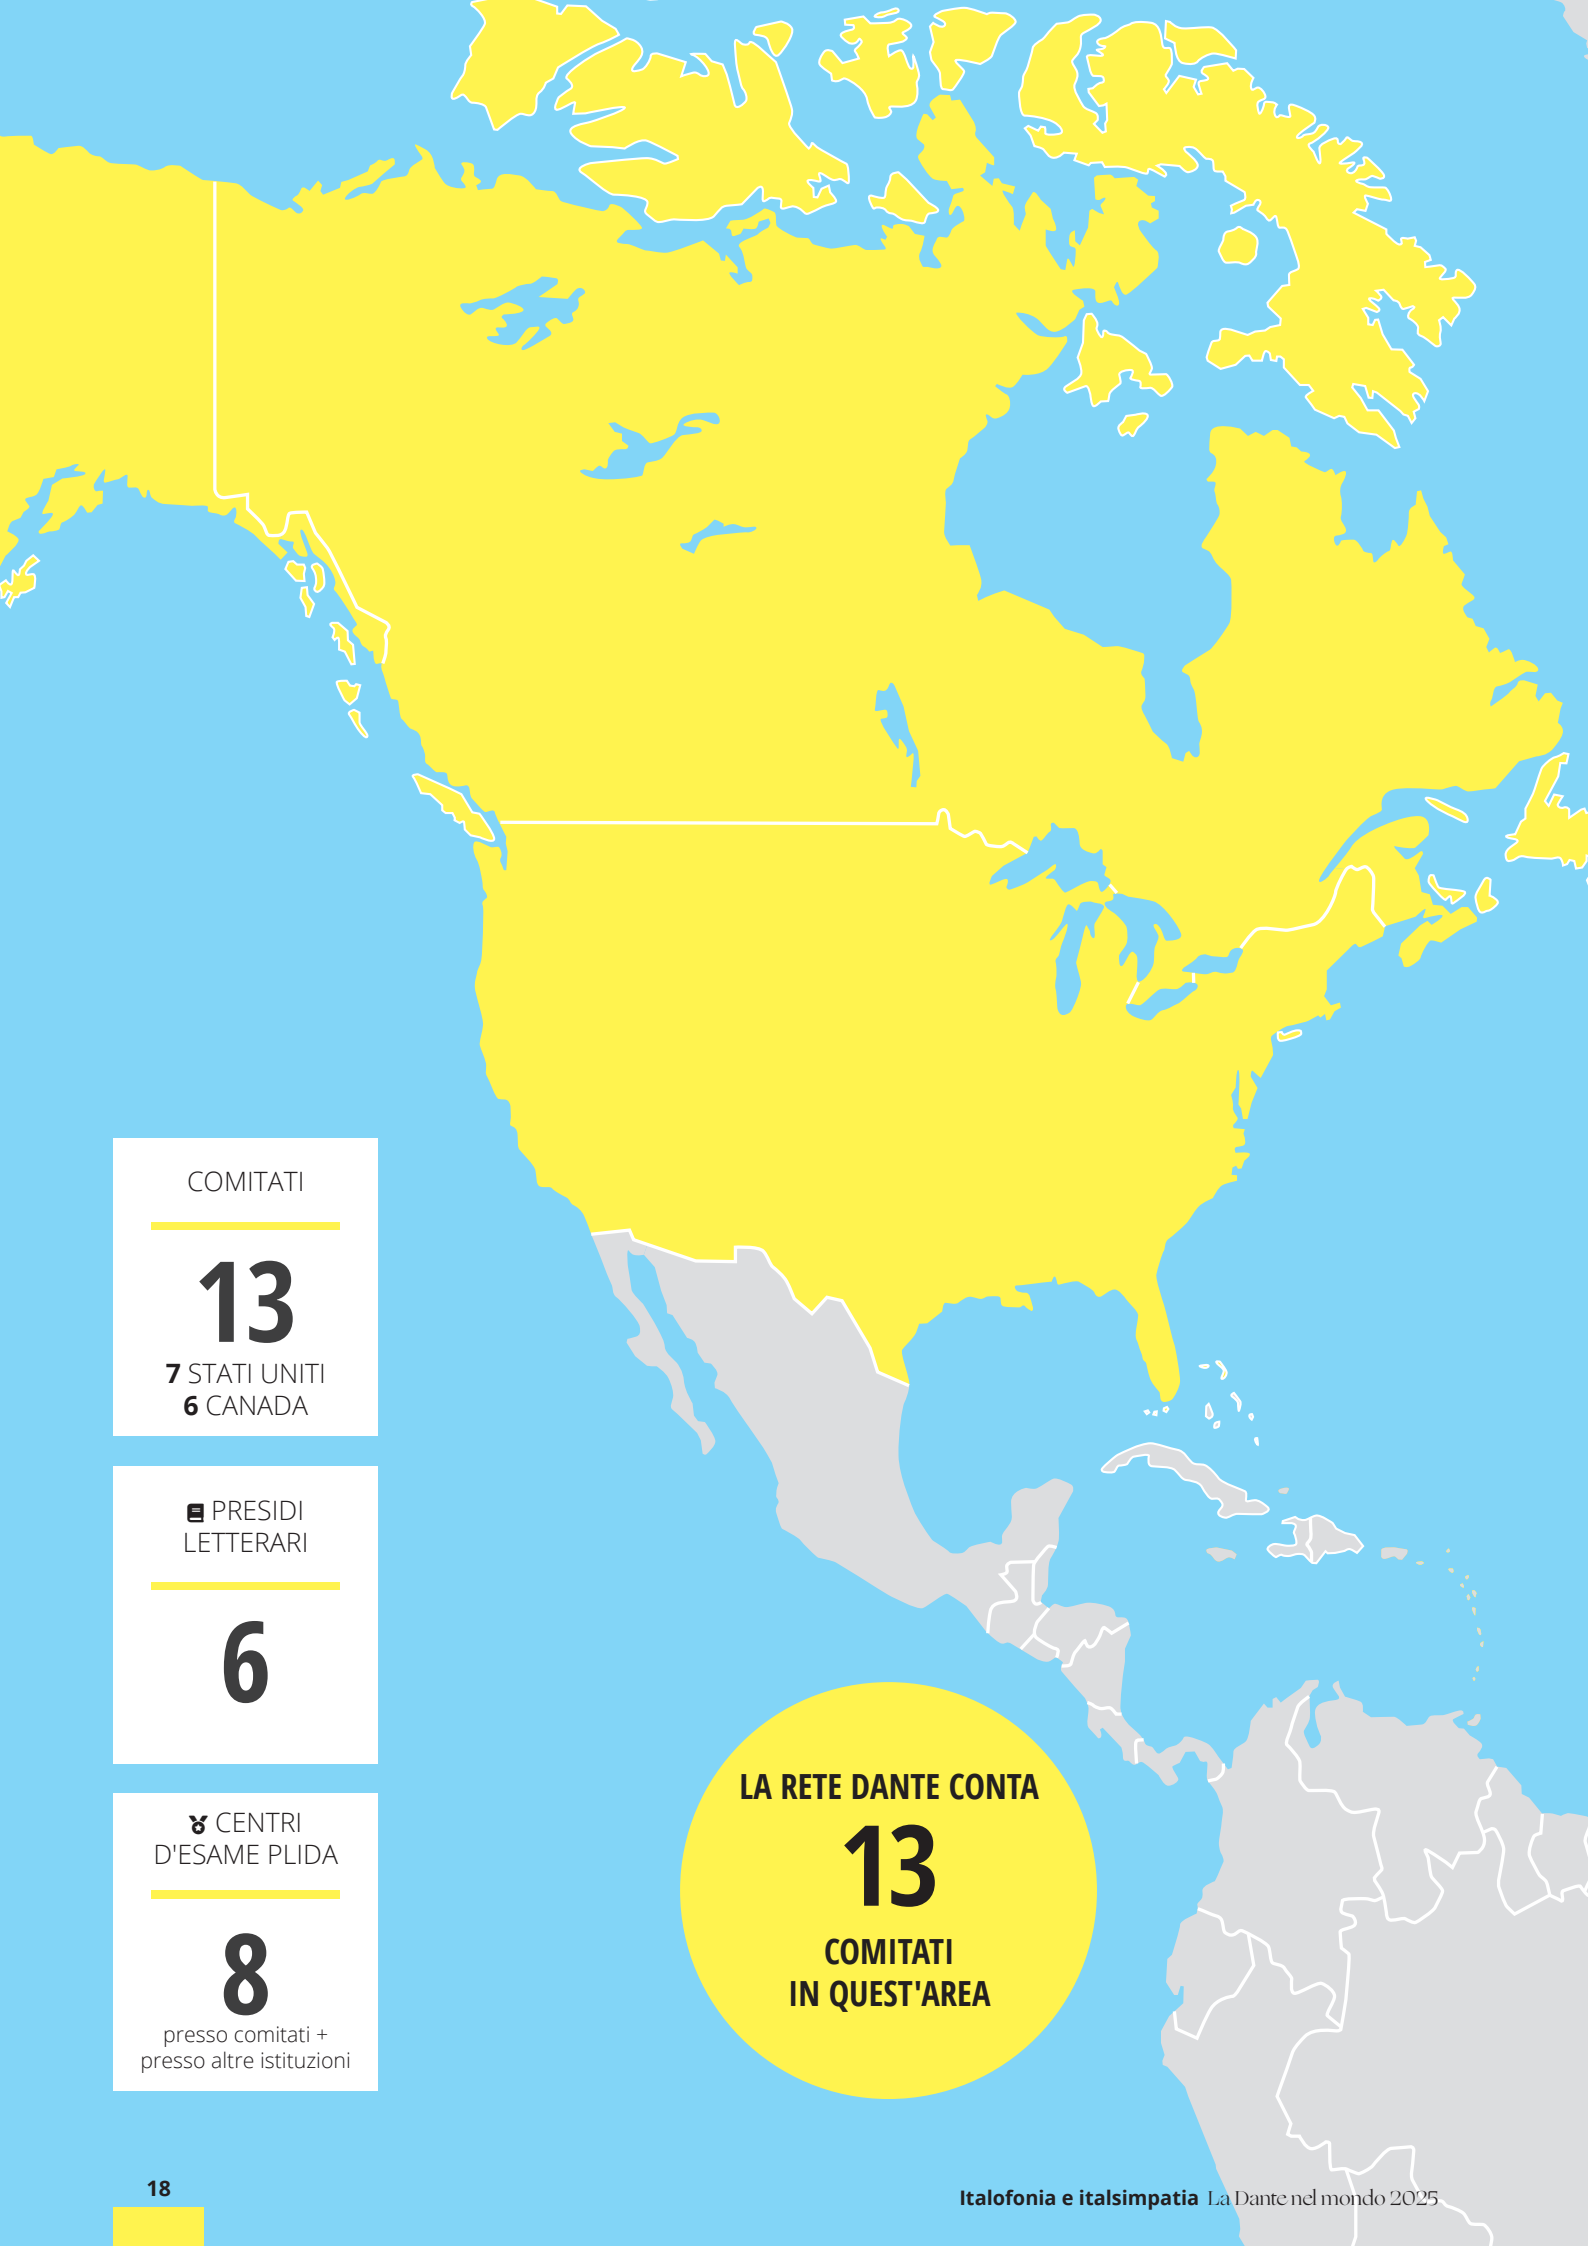 COMITATI
13
7 STATI UNITI
6 CANADA
PRESIDI
LETTERARI
6
CENTRI
D'ESAME PLIDA
8
presso comitati +
presso altre istituzioni
LA RETE DANTE CONTA
13
COMITATI
IN QUEST'AREA
18
Italofonia e italsimpatia La Dante nel mondo 2025